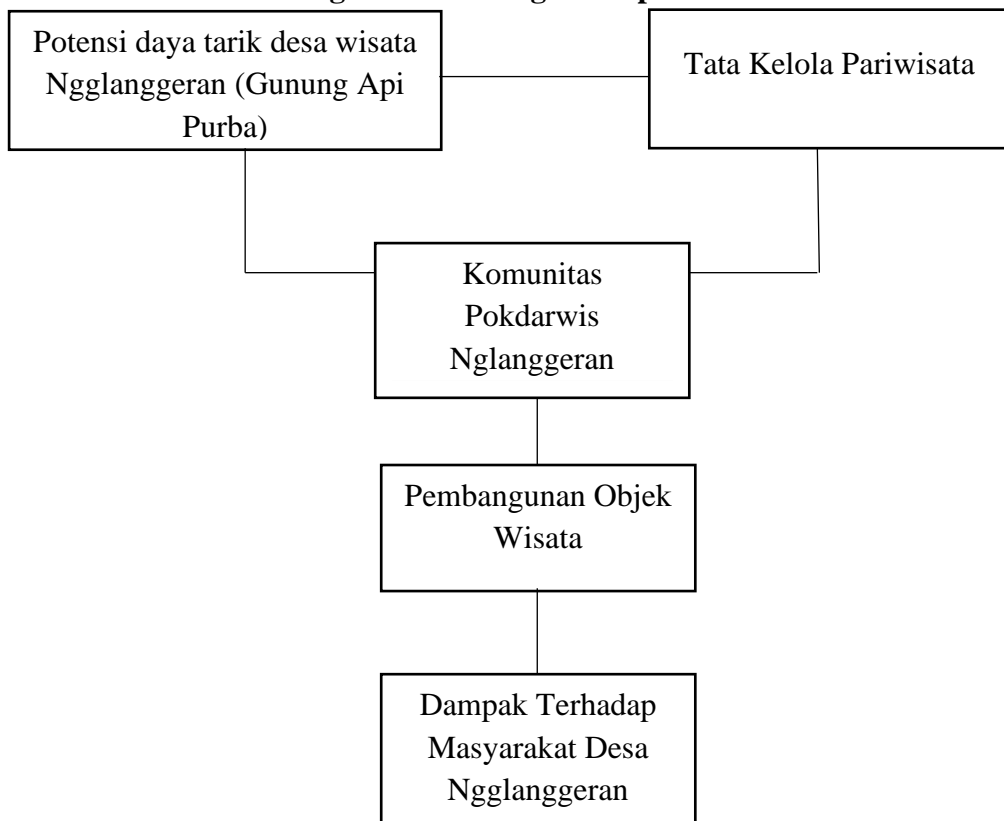 Potensi daya tarik desa wisata
Ngglanggeran (Gunung Api
Purba)
Tata Kelola Pariwisata
Komunitas
Pokdarwis
Nglanggeran
Pembangunan Objek
Wisata
Dampak Terhadap
Masyarakat Desa
Ngglanggeran